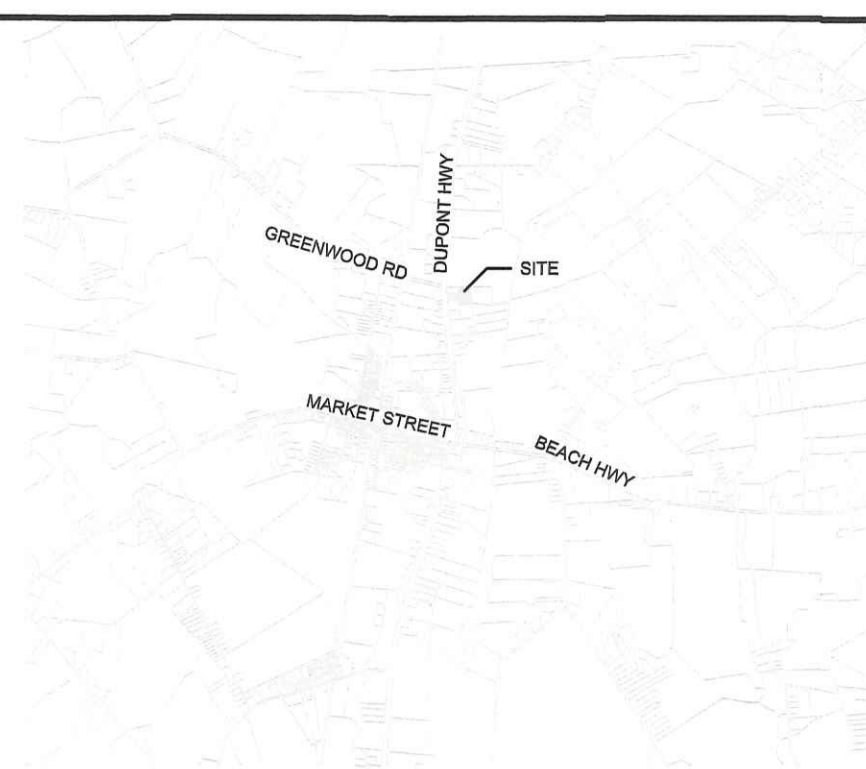 DUPONT HWY
GREENWOOD RD
SITE
MARKET STREET
BEACH HWY